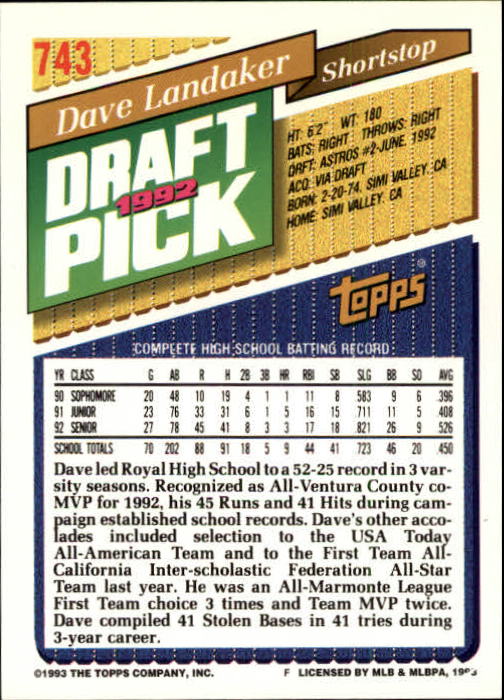 743
Dave Landaker
Shortstop
DRAFT
1992
PICK
HT: 6'2" WT: 180
BATS: RIGHT THROWS: RIGHT
DRFT: ASTROS #2-JUNE, 1992
ACQ: VIA DRAFT
BORN: 2-20-74, SIMI VALLEY, CA
HOME: SIMI VALLEY, CA
Topps®
COMPLETE HIGH SCHOOL BATTING RECORD
YR CLASS G AB R H 2B 3B HR RBI SB SLG BB SO AVG
90 SOPHOMORE 20 48 10 19 4 1 1 11 8 .583 9 6 .396
91 JUNIOR 23 76 33 31 6 1 5 16 15 .711 11 5 .408
92 SENIOR 27 78 45 41 8 3 3 17 18 .821 26 9 .526
SCHOOL TOTALS 70 202 88 91 18 5 9 44 41 .723 46 20 .450
Dave led Royal High School to a 52-25 record in 3 var-
sity seasons. Recognized as All-Ventura County co-
MVP for 1992, his 45 Runs and 41 Hits during cam-
paign established school records. Dave's other acco-
lades included selection to the USA Today
All-American Team and to the First Team All-
California Inter-scholastic Federation All-Star
Team last year. He was an All-Marmonte League
First Team choice 3 times and Team MVP twice.
Dave compiled 41 Stolen Bases in 41 tries during
3-year career.
©1993 THE TOPPS COMPANY, INC. F LICENSED BY MLB & MLBPA,